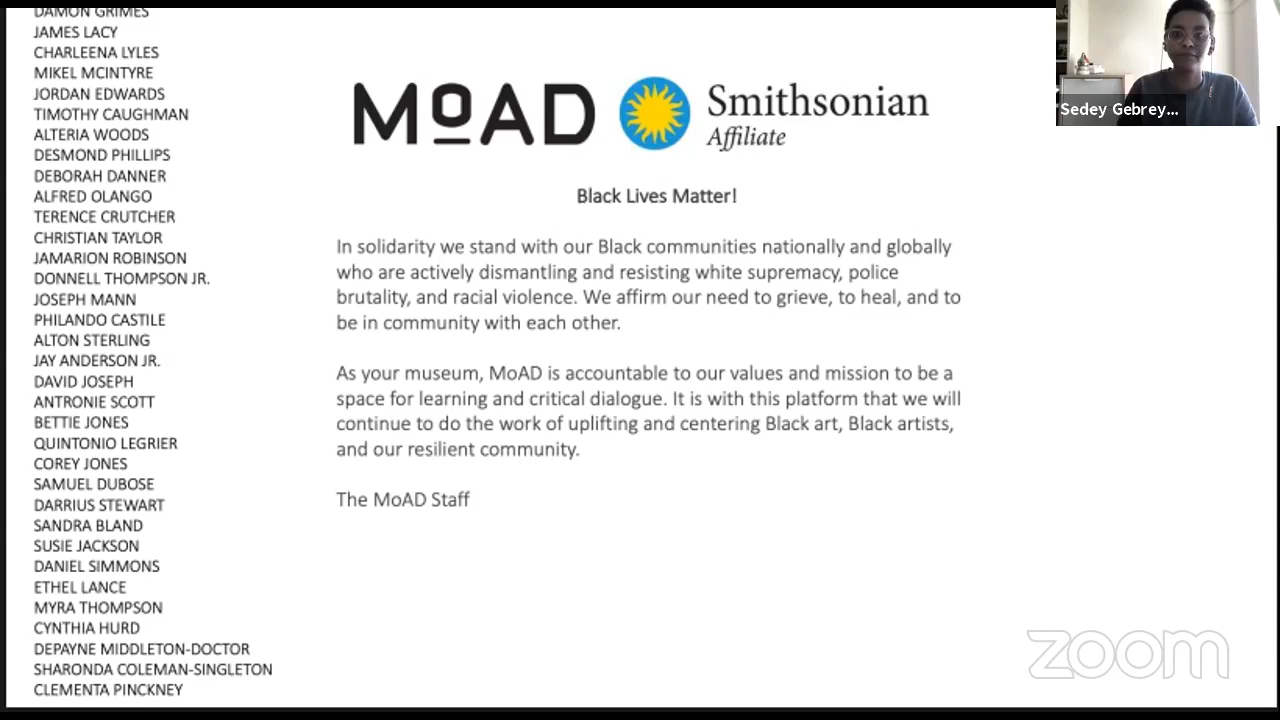 DAMON GRIMES
JAMES LACY
CHARLEENA LYLES
MIKEL MCINTYRE
JORDAN EDWARDS
TIMOTHY CAUGHMAN
ALTERIA WOODS
DESMOND PHILLIPS
DEBORAH DANNER
ALFRED OLANGO
TERENCE CRUTCHER
CHRISTIAN TAYLOR
JAMARION ROBINSON
DONNELL THOMPSON JR.
JOSEPH MANN
PHILANDO CASTILE
ALTON STERLING
JAY ANDERSON JR.
DAVID JOSEPH
ANTRONIE SCOTT
BETTIE JONES
QUINTONIO LEGRIER
COREY JONES
SAMUEL DUBOSE
DARRIUS STEWART
SANDRA BLAND
SUSIE JACKSON
DANIEL SIMMONS
ETHEL LANCE
MYRA THOMPSON
CYNTHIA HURD
DEPAYNE MIDDLETON-DOCTOR
SHARONDA COLEMAN-SINGLETON
CLEMENTA PINCKNEY
MoAD
Smithsonian
Affiliate
Black Lives Matter!
In solidarity we stand with our Black communities nationally and globally
who are actively dismantling and resisting white supremacy, police
brutality, and racial violence. We affirm our need to grieve, to heal, and to
be in community with each other.
As your museum, MoAD is accountable to our values and mission to be a
space for learning and critical dialogue. It is with this platform that we will
continue to do the work of uplifting and centering Black art, Black artists,
and our resilient community.
The MoAD Staff
Sedey Gebrey...
zoom